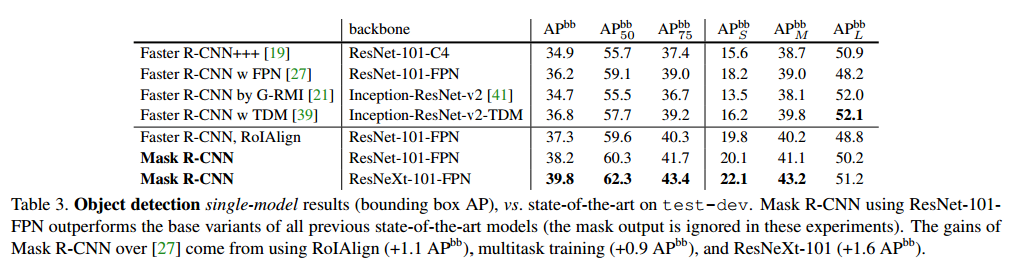 backbone AP^bb AP^bb_50 AP^bb_75 AP^bb_S AP^bb_M AP^bb_L
Faster R-CNN+++ [19] ResNet-101-C4 34.9 55.7 37.4 15.6 38.7 50.9
Faster R-CNN w FPN [27] ResNet-101-FPN 36.2 59.1 39.0 18.2 39.0 48.2
Faster R-CNN by G-RMI [21] Inception-ResNet-v2 [41] 34.7 55.5 36.7 13.5 38.1 52.0
Faster R-CNN w TDM [39] Inception-ResNet-v2-TDM 36.8 57.7 39.2 16.2 39.8 52.1
Faster R-CNN, RoIAlign ResNet-101-FPN 37.3 59.6 40.3 19.8 40.2 48.8
Mask R-CNN ResNet-101-FPN 38.2 60.3 41.7 20.1 41.1 50.2
Mask R-CNN ResNeXt-101-FPN 39.8 62.3 43.4 22.1 43.2 51.2
Table 3. Object detection single-model results (bounding box AP), vs. state-of-the-art on test-dev. Mask R-CNN using ResNet-101-
FPN outperforms the base variants of all previous state-of-the-art models (the mask output is ignored in these experiments). The gains of
Mask R-CNN over [27] come from using RoIAlign (+1.1 AP^bb), multitask training (+0.9 AP^bb), and ResNeXt-101 (+1.6 AP^bb).